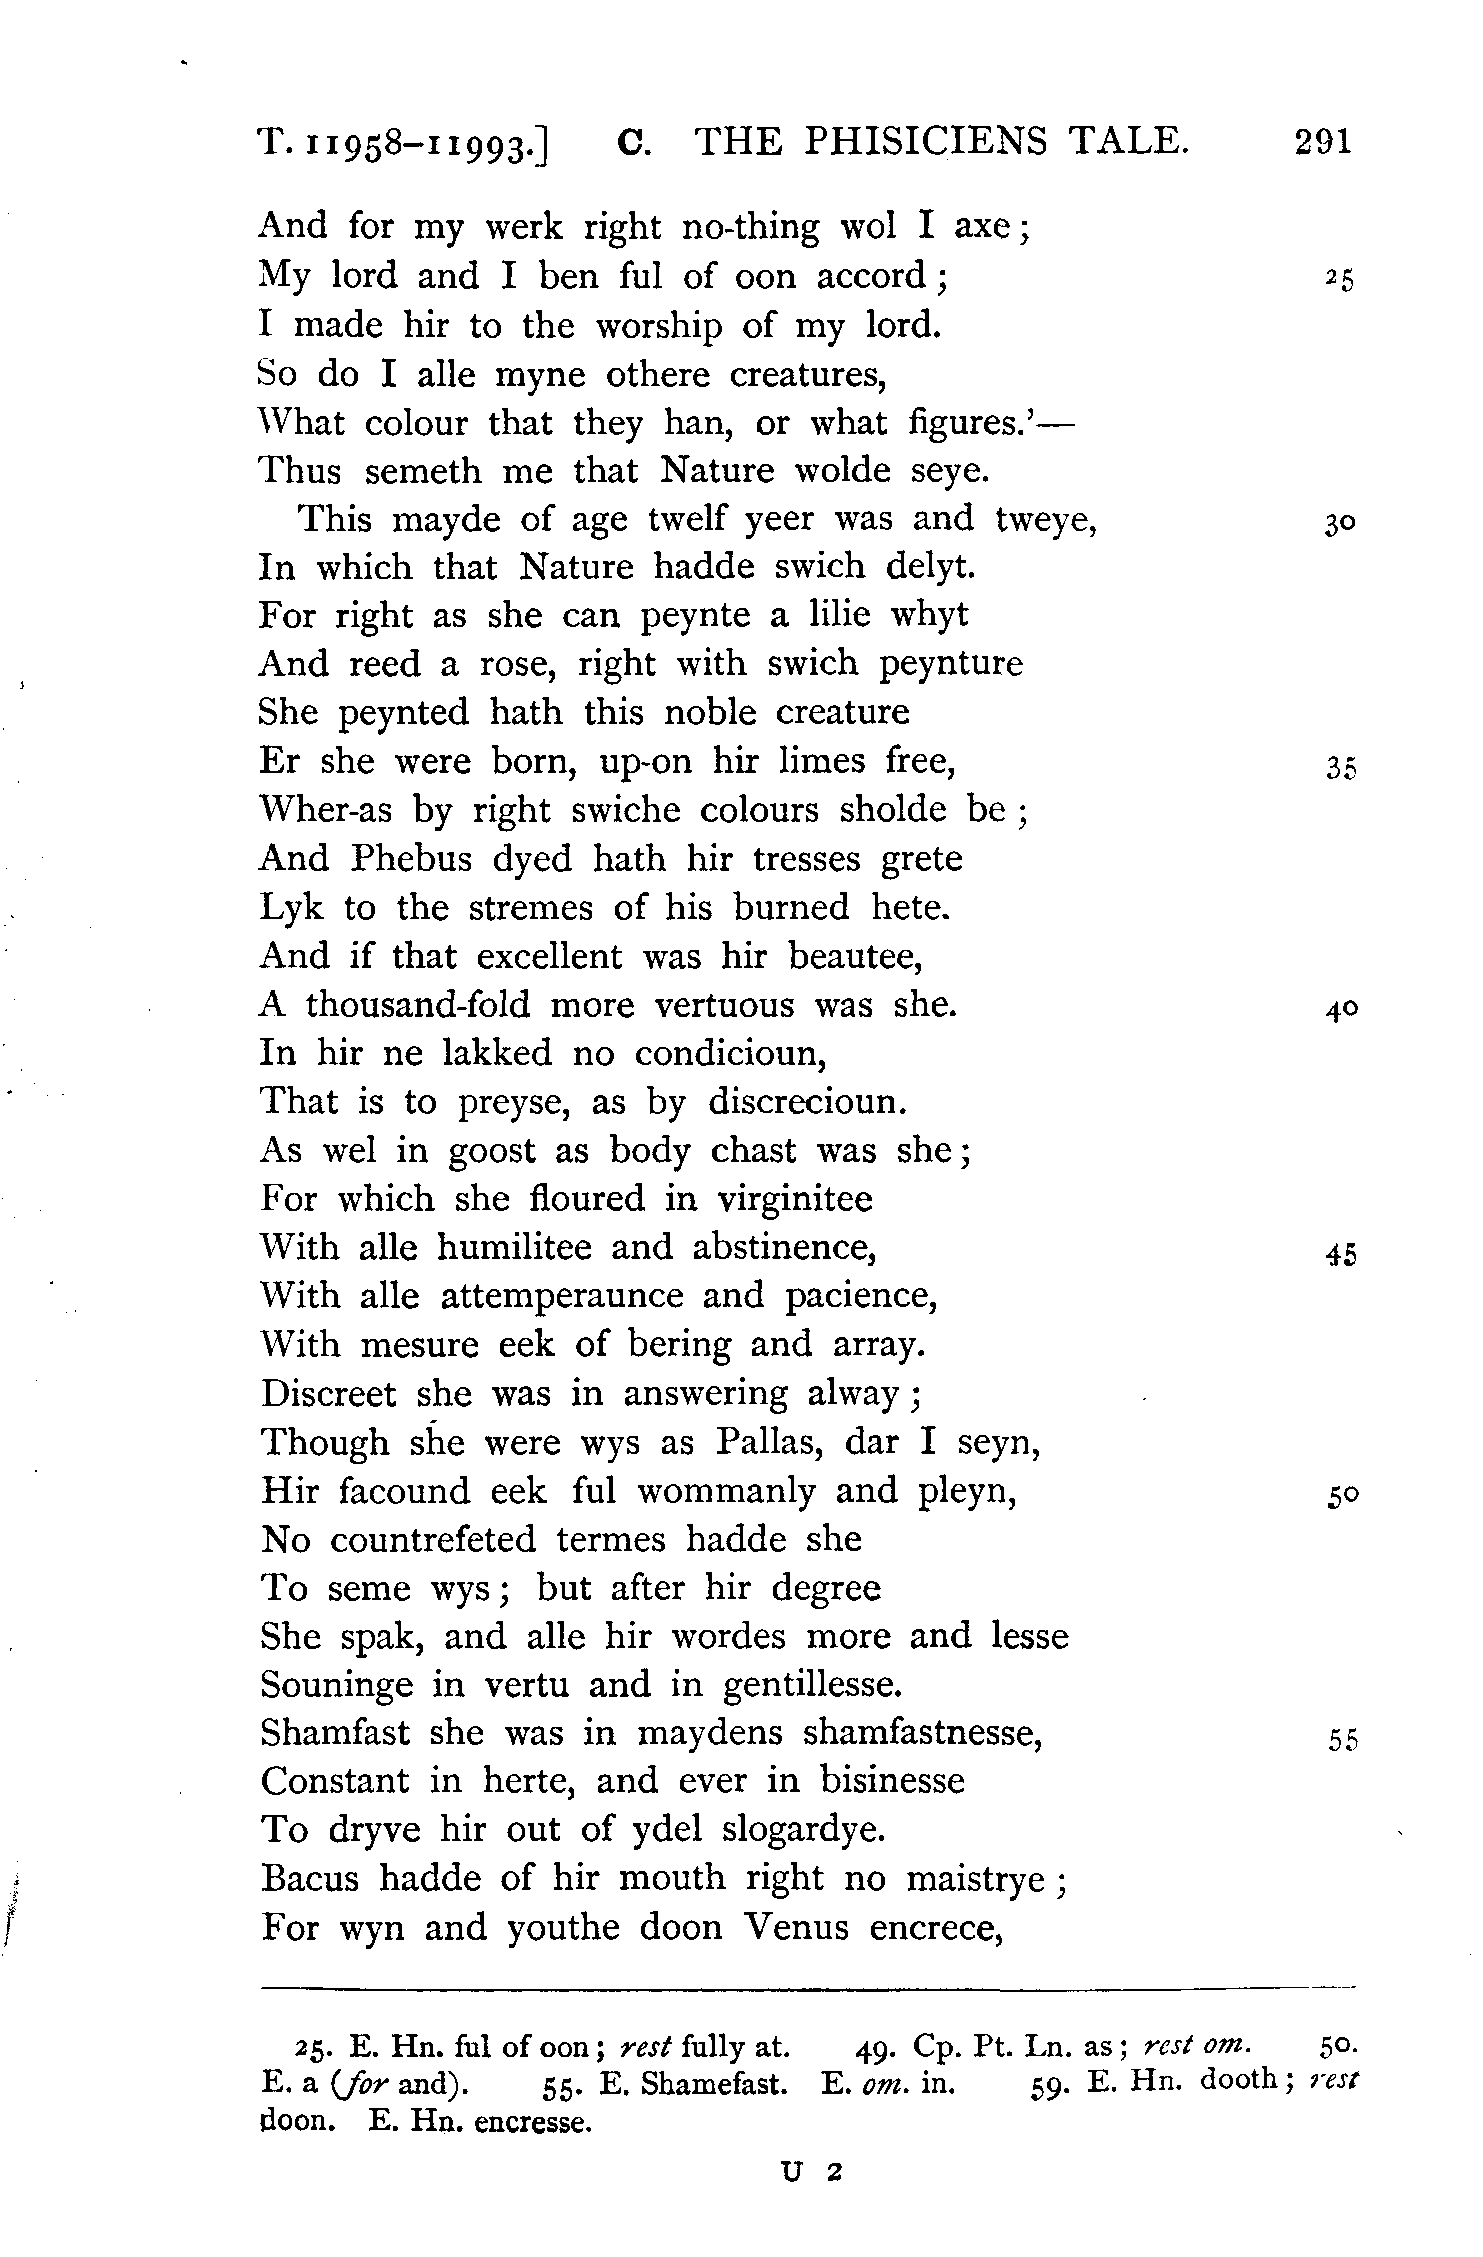 T. 11958–11993.] C. THE PHISICIENS TALE. 291
And for my werk right no-thing wol I axe ;
My lord and I ben ful of oon accord ; 25
I made hir to the worship of my lord.
So do I alle myne othere creatures,
What colour that they han, or what figures.’—
Thus semeth me that Nature wolde seye.
This mayde of age twelf yeer was and tweye, 30
In which that Nature hadde swich delyt.
For right as she can peynte a lilie whyt
And reed a rose, right with swich peynture
She peynted hath this noble creature
Er she were born, up-on hir limes free, 35
Wher-as by right swiche colours sholde be ;
And Phebus dyed hath hir tresses grete
Lyk to the stremes of his burned hete.
And if that excellent was hir beautee,
A thousand-fold more vertuous was she. 40
In hir ne lakked no condicioun,
That is to preyse, as by discrecioun.
As wel in goost as body chast was she ;
For which she floured in virginitee
With alle humilitee and abstinence, 45
With alle attemperaunce and pacience,
With mesure eek of bering and array.
Discreet she was in answering alway ;
Though she were wys as Pallas, dar I seyn,
Hir facound eek ful wommanly and pleyn, 50
No countrefeted termes hadde she
To seme wys ; but after hir degree
She spak, and alle hir wordes more and lesse
Souninge in vertu and in gentillesse.
Shamfast she was in maydens shamfastnesse, 55
Constant in herte, and ever in bisinesse
To dryve hir out of ydel slogardye.
Bacus hadde of hir mouth right no maistrye ;
For wyn and youthe doon Venus encrece,
25. E. Hn. ful of oon ; rest fully at. 49. Cp. Pt. Ln. as ; rest om. 50.
E. a (for and). 55. E. Shamefast. E. om. in. 59. E. Hn. dooth ; rest
doon. E. Hn. encresse.
U 2